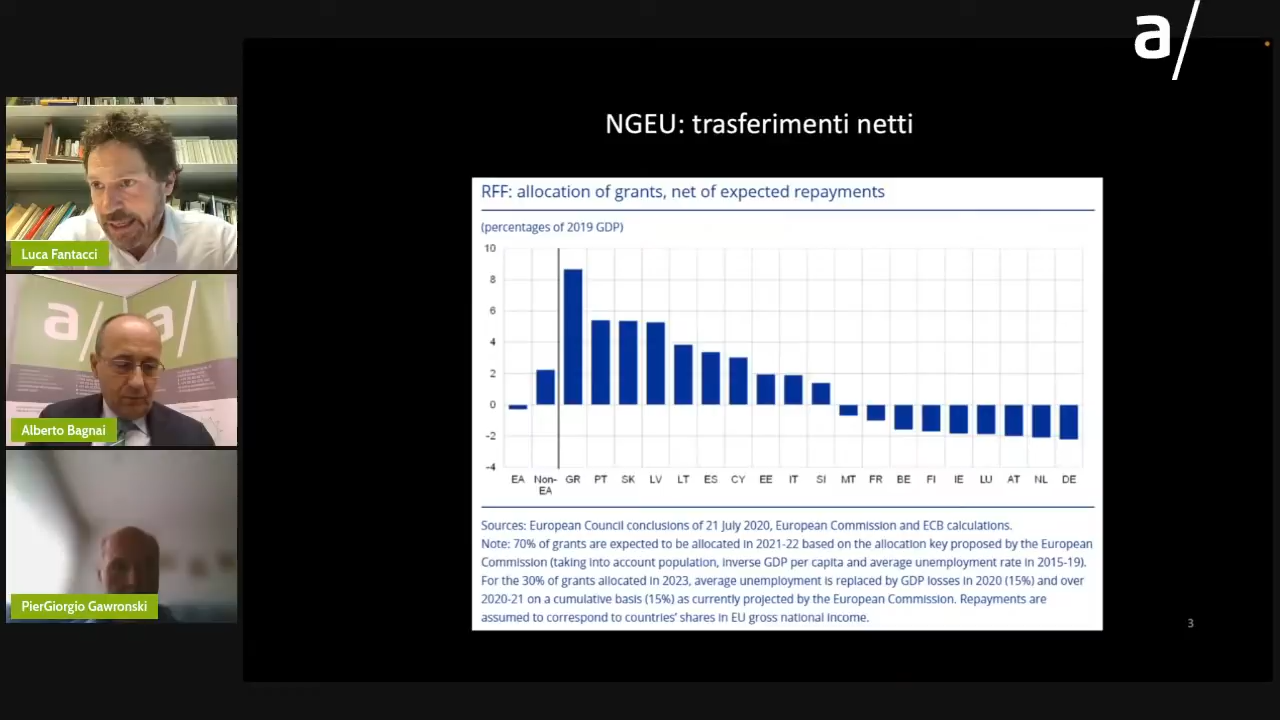 a/
NGEU: trasferimenti netti
RFF: allocation of grants, net of expected repayments
(percentages of 2019 GDP)
10
8
6
4
2
0
-2
-4
EA Non-EA GR PT SK LV LT ES CY EE IT SI MT FR BE FI IE LU AT NL DE
Sources: European Council conclusions of 21 July 2020, European Commission and ECB calculations.
Note: 70% of grants are expected to be allocated in 2021-22 based on the allocation key proposed by the European
Commission (taking into account population, inverse GDP per capita and average unemployment rate in 2015-19).
For the 30% of grants allocated in 2023, average unemployment is replaced by GDP losses in 2020 (15%) and over
2020-21 on a cumulative basis (15%) as currently projected by the European Commission. Repayments are
assumed to correspond to countries' shares in EU gross national income.
3
Luca Fantacci
a/ a/
Alberto Bagnai
PierGiorgio Gawronski